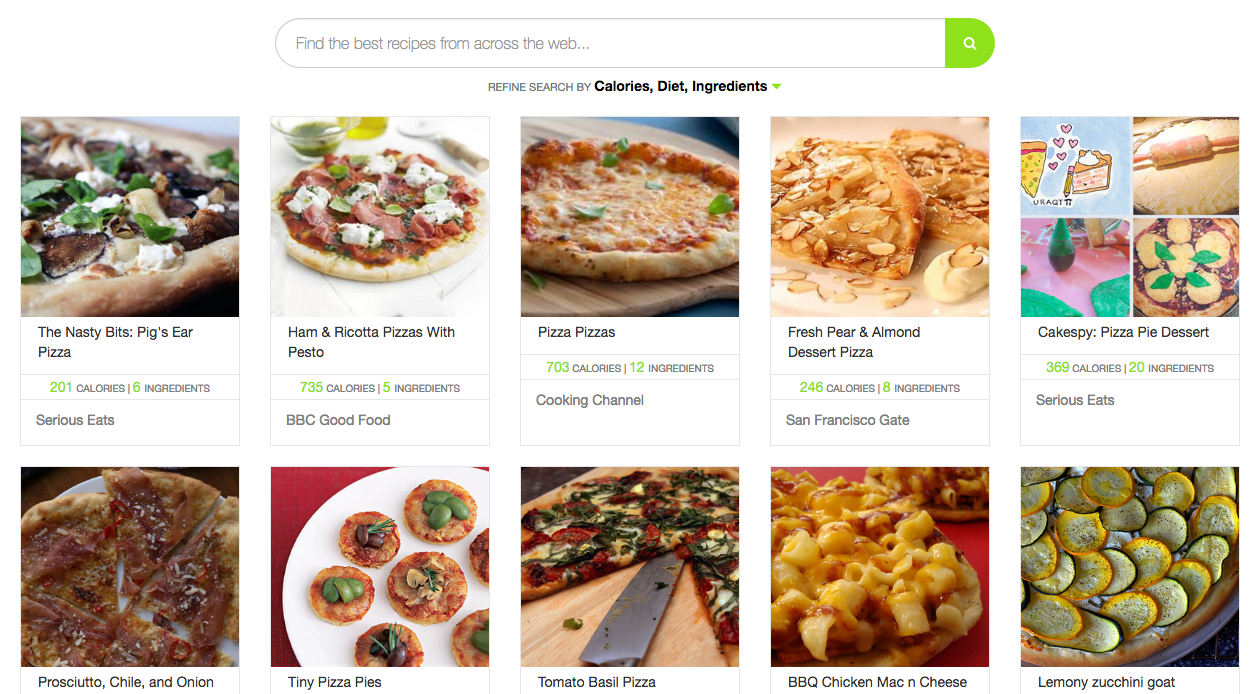 Find the best recipes from across the web...
REFINE SEARCH BY Calories, Diet, Ingredients
U R A QT π
The Nasty Bits: Pig's Ear
Pizza
201 CALORIES | 6 INGREDIENTS
Serious Eats
Ham & Ricotta Pizzas With
Pesto
735 CALORIES | 5 INGREDIENTS
BBC Good Food
Pizza Pizzas
703 CALORIES | 12 INGREDIENTS
Cooking Channel
Fresh Pear & Almond
Dessert Pizza
246 CALORIES | 8 INGREDIENTS
San Francisco Gate
Cakespy: Pizza Pie Dessert
369 CALORIES | 20 INGREDIENTS
Serious Eats
Prosciutto, Chile, and Onion
Tiny Pizza Pies
Tomato Basil Pizza
BBQ Chicken Mac n Cheese
Lemony zucchini goat